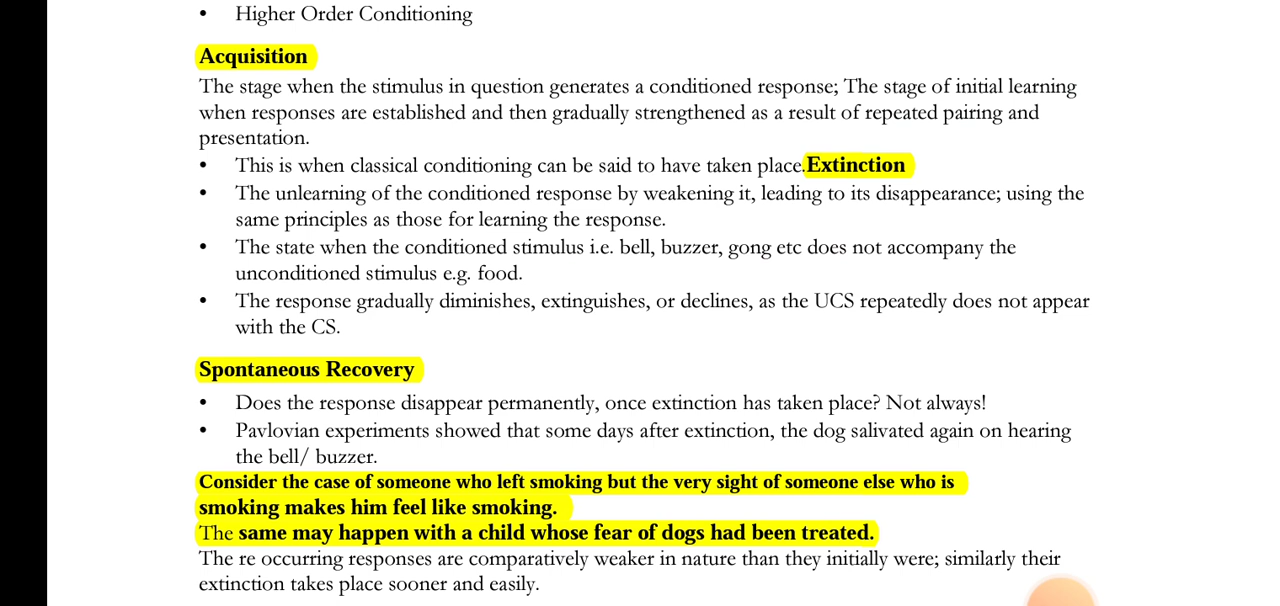 • Higher Order Conditioning
Acquisition
The stage when the stimulus in question generates a conditioned response; The stage of initial learning
when responses are established and then gradually strengthened as a result of repeated pairing and
presentation.
• This is when classical conditioning can be said to have taken place.Extinction
• The unlearning of the conditioned response by weakening it, leading to its disappearance; using the
same principles as those for learning the response.
• The state when the conditioned stimulus i.e. bell, buzzer, gong etc does not accompany the
unconditioned stimulus e.g. food.
• The response gradually diminishes, extinguishes, or declines, as the UCS repeatedly does not appear
with the CS.
Spontaneous Recovery
• Does the response disappear permanently, once extinction has taken place? Not always!
• Pavlovian experiments showed that some days after extinction, the dog salivated again on hearing
the bell/ buzzer.
Consider the case of someone who left smoking but the very sight of someone else who is
smoking makes him feel like smoking.
The same may happen with a child whose fear of dogs had been treated.
The re occurring responses are comparatively weaker in nature than they initially were; similarly their
extinction takes place sooner and easily.